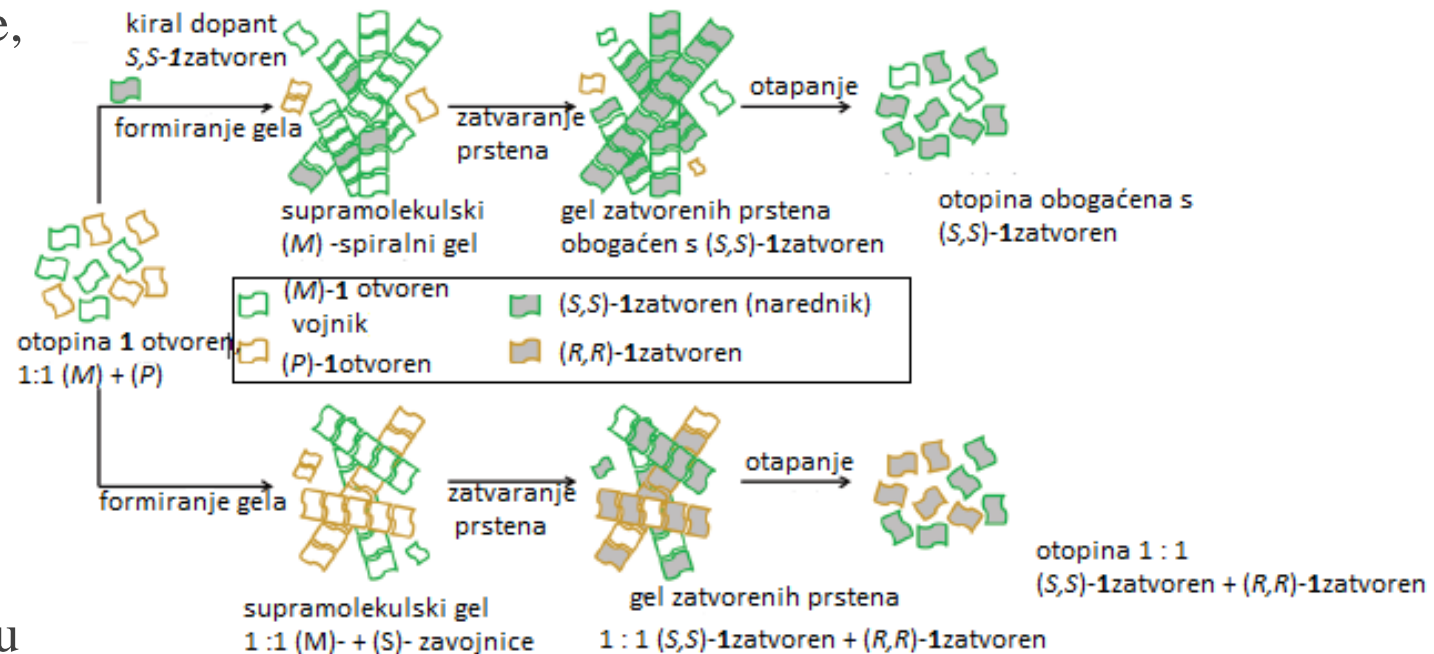 e,
kiral dopant
S,S-1zatvoren
formiranje gela
zatvaranje
prstena
otapanje
supramolekulski
(M) -spiralni gel
gel zatvorenih prstena
obogaćen s (S,S)-1zatvoren
otopina obogaćena s
(S,S)-1zatvoren
otopina 1 otvoren,
1:1 (M) + (P)
(M)-1 otvoren
vojnik
(S,S)-1zatvoren (narednik)
(P)-1otvoren
(R,R)-1zatvoren
formiranje gela
zatvaranje
prstena
otapanje
supramolekulski gel
1 :1 (M)- + (S)- zavojnice
gel zatvorenih prstena
1 : 1 (S,S)-1zatvoren + (R,R)-1zatvoren
otopina 1 : 1
(S,S)-1zatvoren + (R,R)-1zatvoren
u